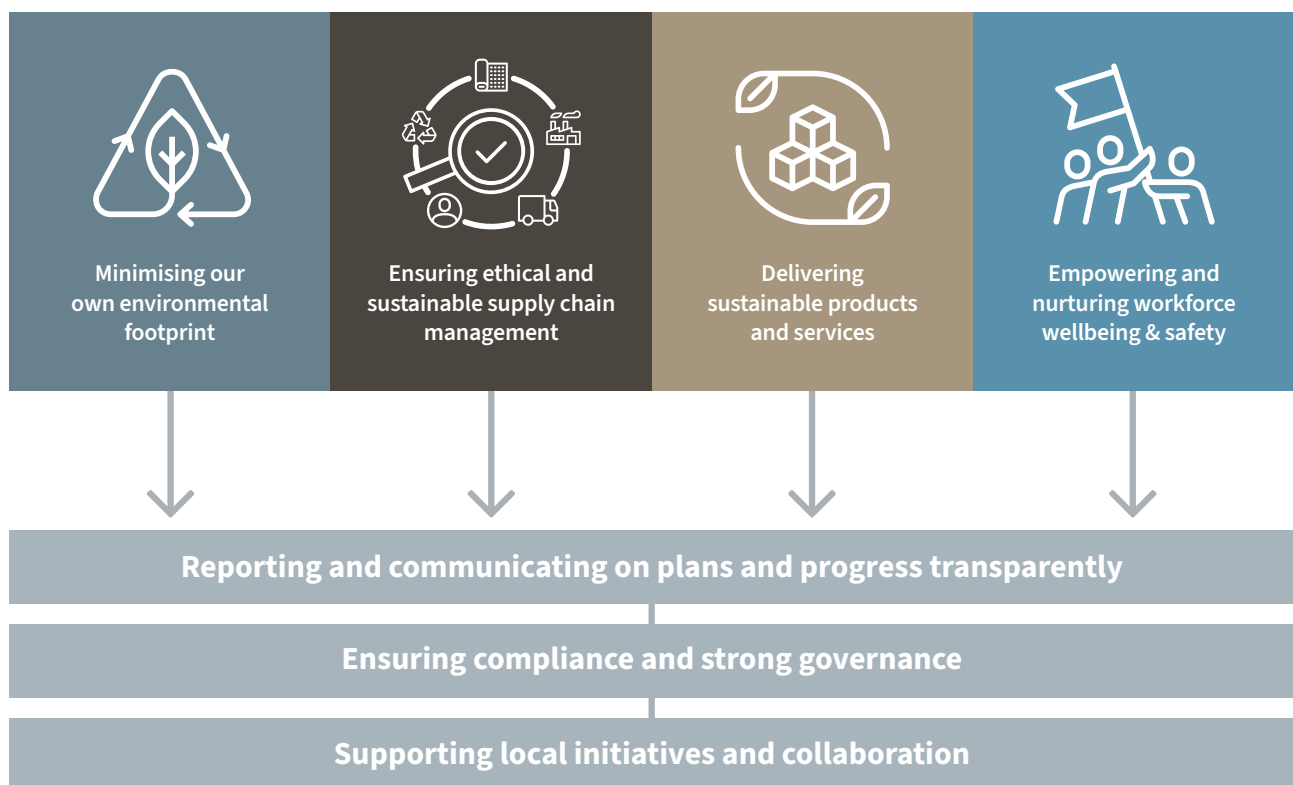 Minimising our
own environmental
footprint
Ensuring ethical and
sustainable supply chain
management
Delivering
sustainable products
and services
Empowering and
nurturing workforce
wellbeing & safety
Reporting and communicating on plans and progress transparently
Ensuring compliance and strong governance
Supporting local initiatives and collaboration